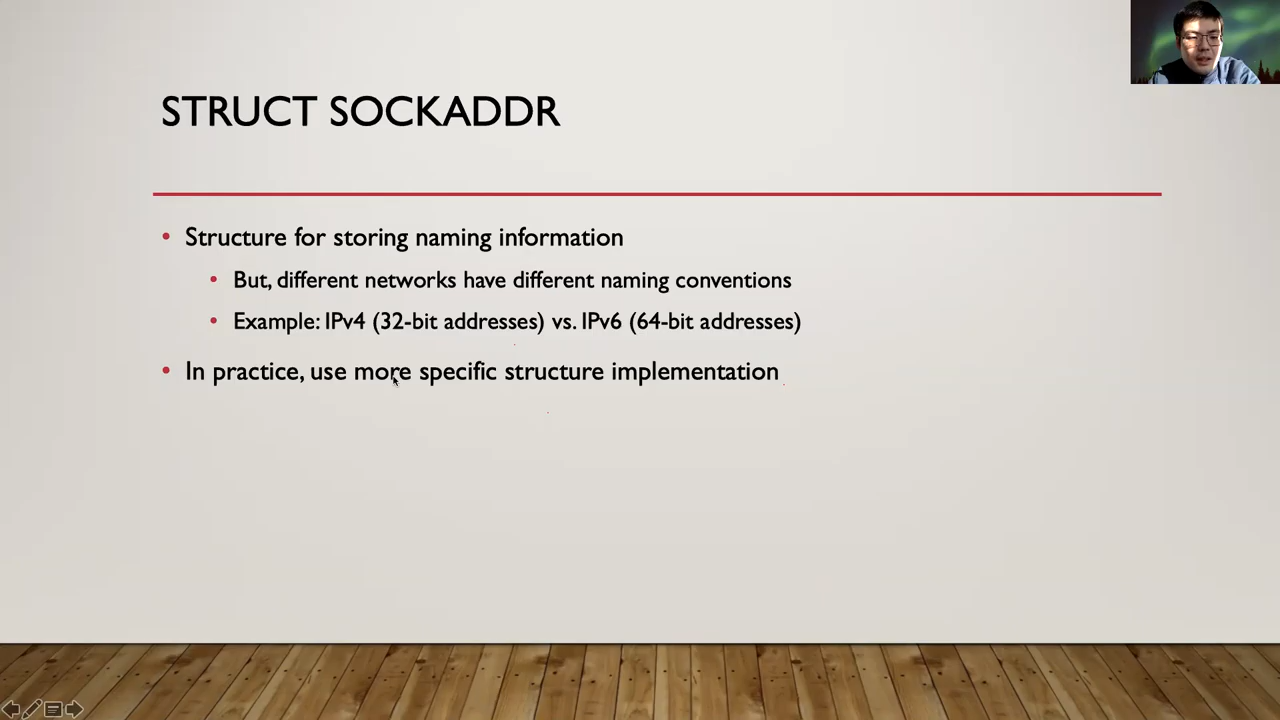 STRUCT SOCKADDR
Structure for storing naming information
But, different networks have different naming conventions
Example: IPv4 (32-bit addresses) vs. IPv6 (64-bit addresses)
In practice, use more specific structure implementation